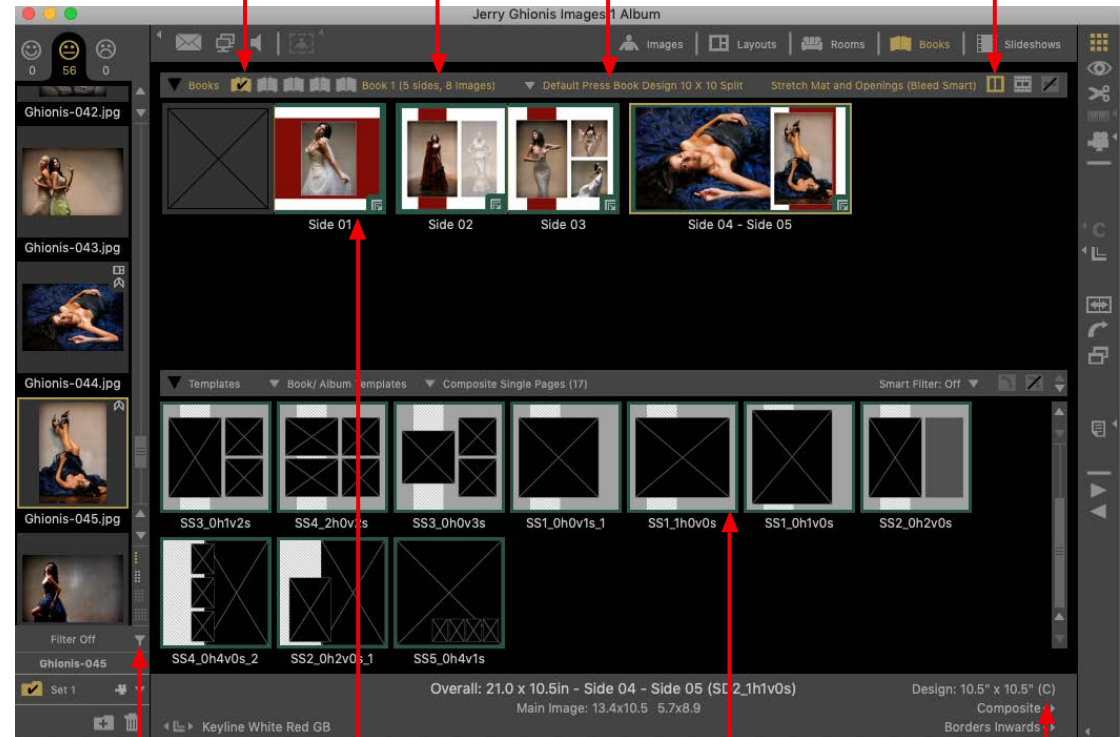 Jerry Ghionis Images 1 Album
0 56 0
Images Layouts Rooms Books Slideshows
Books Book 1 (5 sides, 8 Images) Default Press Book Design 10 X 10 Split Stretch Mat and Openings (Bleed Smart)
Ghionis-042.jpg
Side 01 Side 02 Side 03 Side 04 - Side 05
Ghionis-043.jpg
Ghionis-044.jpg
Templates Book/ Album Templates Composite Single Pages (17) Smart Filter: Off
Ghionis-045.jpg
SS3_0h1v2s SS4_2h0v2s SS3_0h0v3s SS1_0h0v1s_1 SS1_1h0v0s SS1_0h1v0s SS2_0h2v0s
SS4_0h4v0s_2 SS2_0h2v0s_1 SS5_0h4v1s
Filter Off
Ghionis-045
Set 1
Overall: 21.0 x 10.5in - Side 04 - Side 05 (SD2_1h1v0s) Design: 10.5" x 10.5" (C)
Main Image: 13.4x10.5 5.7x8.9 Composite
Keyline White Red GB Borders Inwards